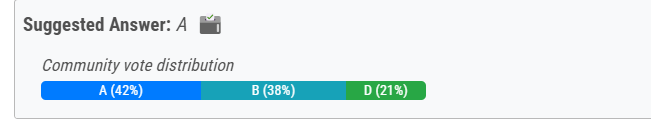 Suggested Answer: A
Community vote distribution
A (42%) B (38%) D (21%)